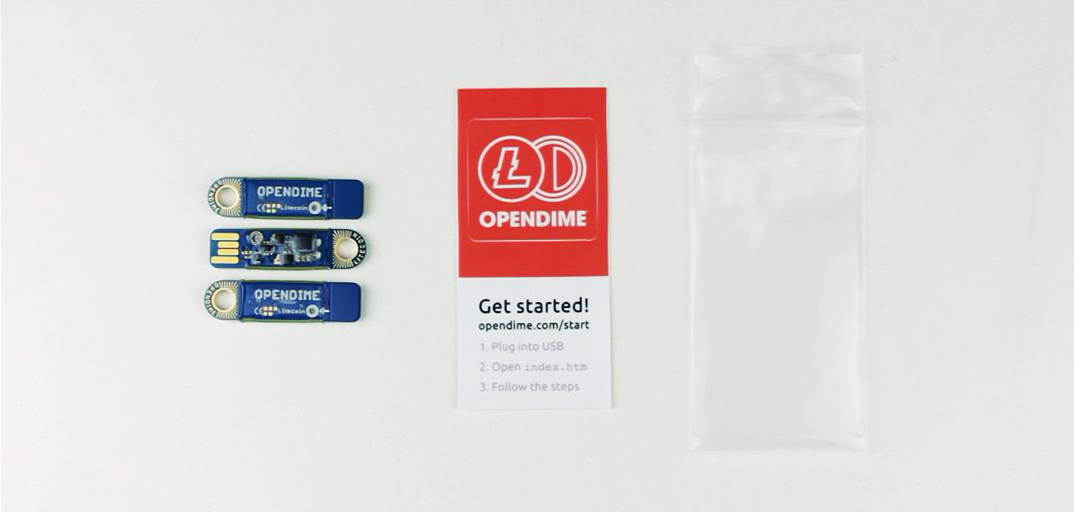 OPENDIME
Litecoin
OPENDIME
Litecoin
OPENDIME
Get started!
opendime.com/start
1. Plug into USB
2. Open index.htm
3. Follow the steps